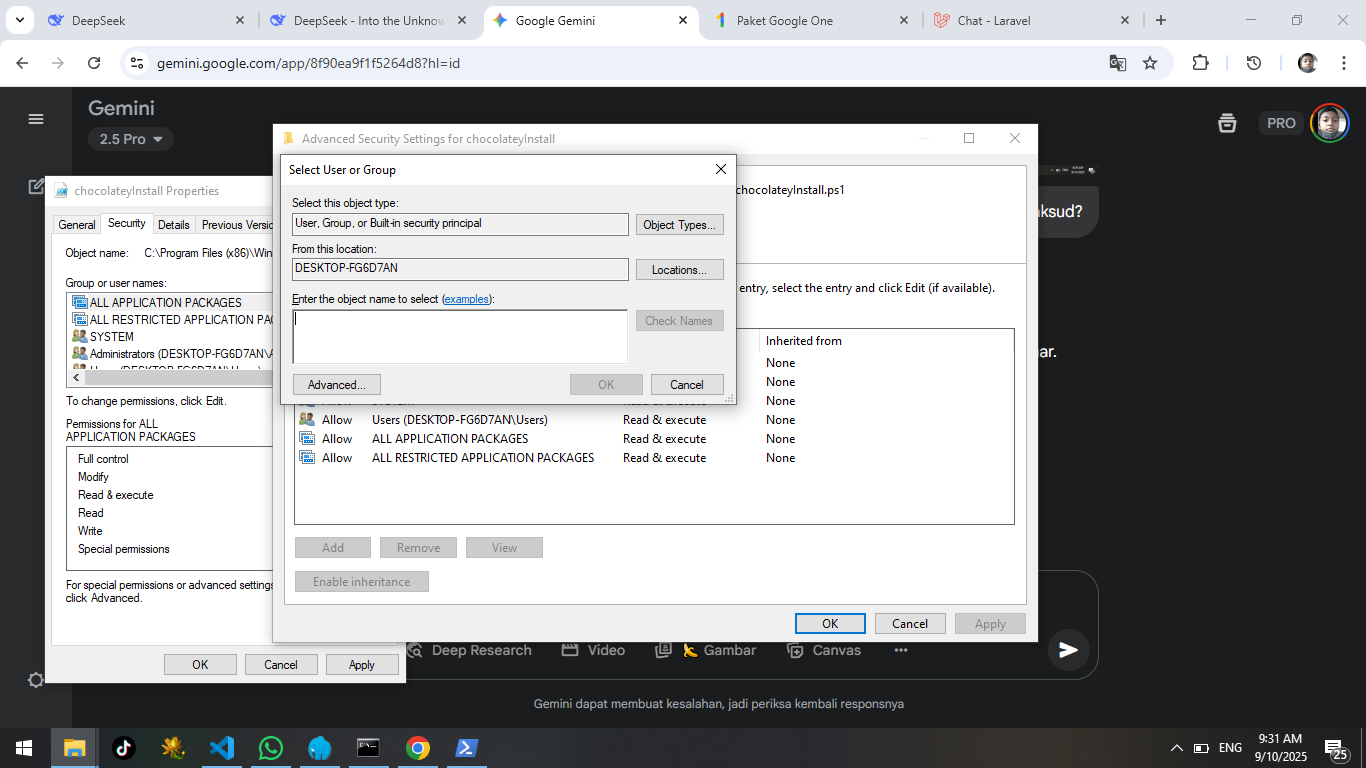 DeepSeek
DeepSeek - Into the Unknow
Google Gemini
Paket Google One
Chat - Laravel
gemini.google.com/app/8f90ea9f1f5264d8?hl=id
Gemini
2.5 Pro
PRO
ksud?
ar.
Advanced Security Settings for chocolateyInstall
chocolateyInstall.ps1
entry, select the entry and click Edit (if available).
Inherited from
None
None
None
Allow Users (DESKTOP-FG6D7AN\Users) Read & execute None
Allow ALL APPLICATION PACKAGES Read & execute None
Allow ALL RESTRICTED APPLICATION PACKAGES Read & execute None
Add Remove View
Enable inheritance
OK Cancel Apply
Select User or Group
Select this object type:
User, Group, or Built-in security principal
Object Types...
From this location:
DESKTOP-FG6D7AN
Locations...
Enter the object name to select (examples):
Check Names
Advanced... OK Cancel
chocolateyInstall Properties
General Security Details Previous Versio
Object name: C:\Program Files (x86)\Win
Group or user names:
ALL APPLICATION PACKAGES
ALL RESTRICTED APPLICATION PA
SYSTEM
Administrators (DESKTOP-FG6D7AN\A
To change permissions, click Edit.
Permissions for ALL
APPLICATION PACKAGES
Full control
Modify
Read & execute
Read
Write
Special permissions
For special permissions or advanced settings
click Advanced.
OK Cancel Apply
Deep Research Video Gambar Canvas
Gemini dapat membuat kesalahan, jadi periksa kembali responsnya
ENG
9:31 AM
9/10/2025
25